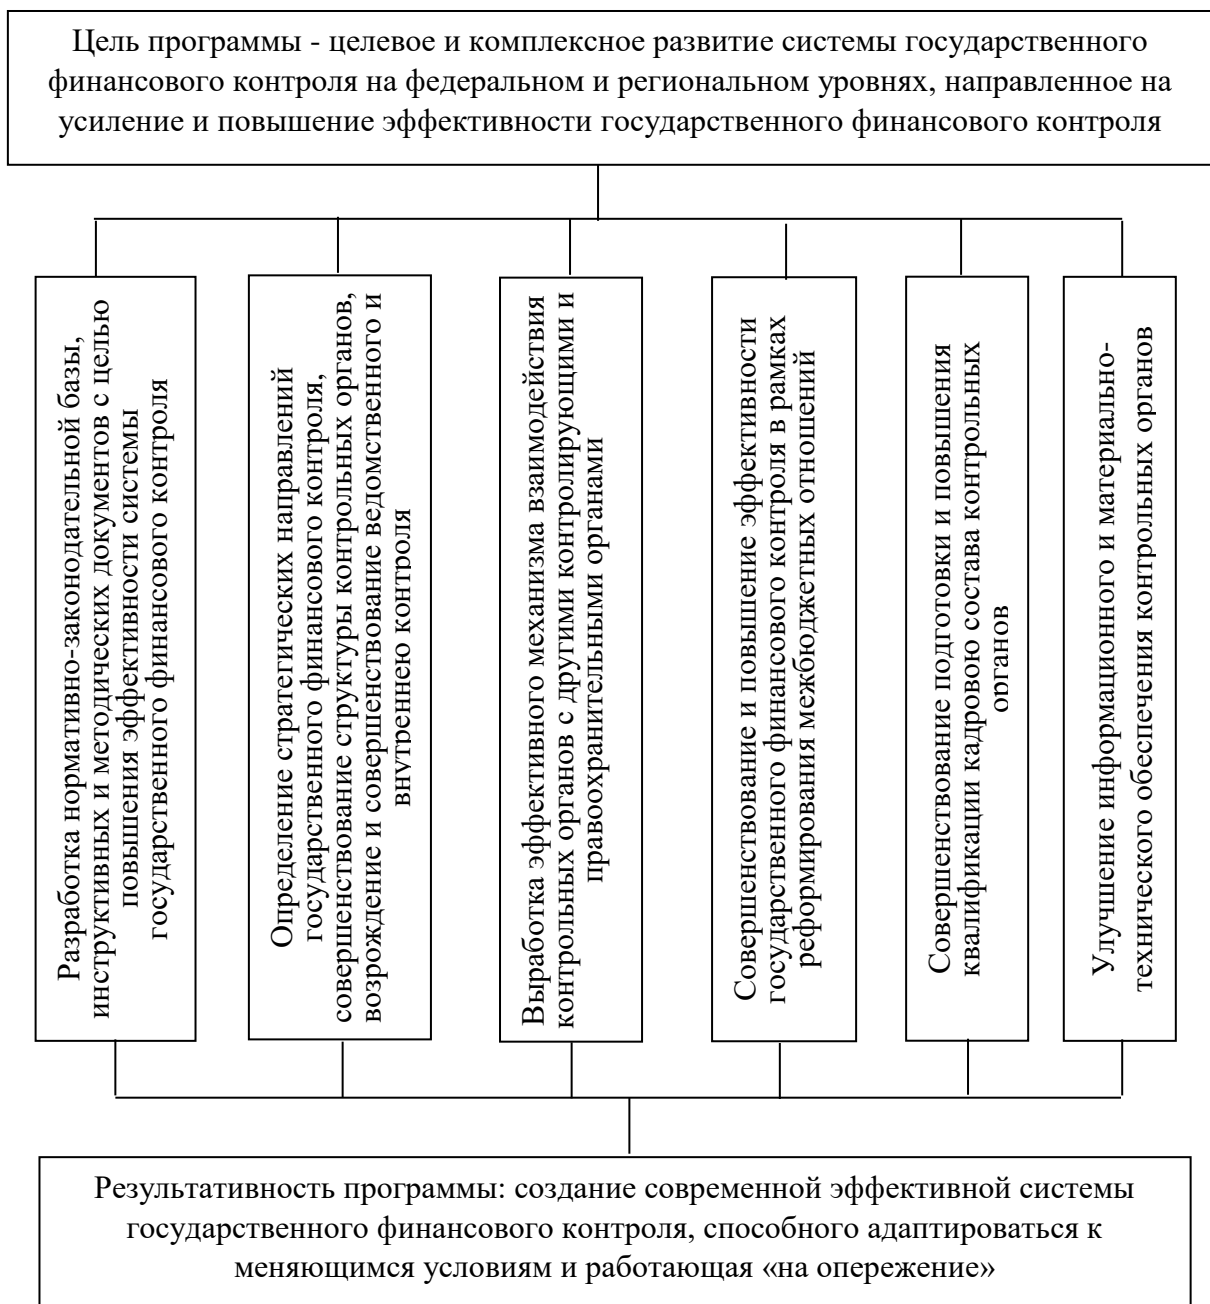 Цель программы - целевое и комплексное развитие системы государственного
финансового контроля на федеральном и региональном уровнях, направленное на
усиление и повышение эффективности государственного финансового контроля
Разработка нормативно-законодательной базы,
инструктивных и методических документов с целью
повышения эффективности системы
государственного финансового контроля
Определение стратегических направлений
государственного финансового контроля,
совершенствование структуры контрольных органов,
возрождение и совершенствование ведомственного и
внутреннею контроля
Выработка эффективного механизма взаимодействия
контрольных органов с другими контролирующими и
правоохранительными органами
Совершенствование и повышение эффективности
государственного финансового контроля в рамках
реформирования межбюджетных отношений
Совершенствование подготовки и повышения
квалификации кадровою состава контрольных
органов
Улучшение информационного и материально-
технического обеспечения контрольных органов
Результативность программы: создание современной эффективной системы
государственного финансового контроля, способного адаптироваться к
меняющимся условиям и работающая «на опережение»